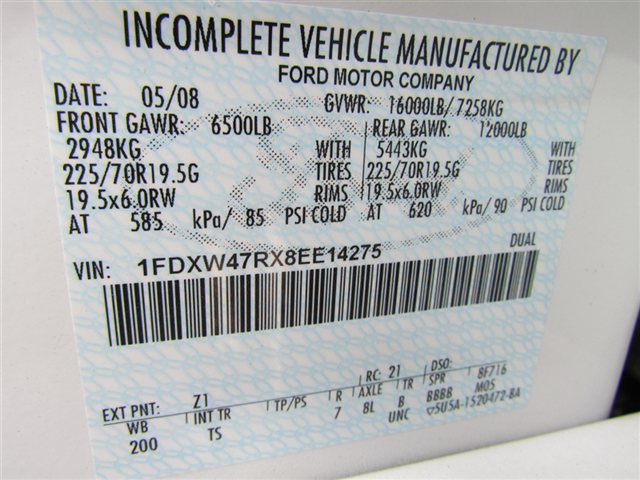 INCOMPLETE VEHICLE MANUFACTURED BY
FORD MOTOR COMPANY
DATE: 05/08 GVWR: 16000LB/ 7258KG
FRONT GAWR: 6500LB REAR GAWR: 12000LB
2948KG WITH 5443KG WITH
225/70R19.5G TIRES 225/70R19.5G TIRES
19.5x6.0RW RIMS 19.5x6.0RW RIMS
AT 585 kPa/ 85 PSI COLD AT 620 kPa/ 90 PSI COLD
DUAL
VIN: 1FDXW47RX8EE14275
EXT PNT: Z1 RC: 21 DSO:
WB INT TR TP/PS R AXLE TR SPR 8F716
200 TS 7 8L B BBBB M05
UNC ▽5U5A-1520472-BA